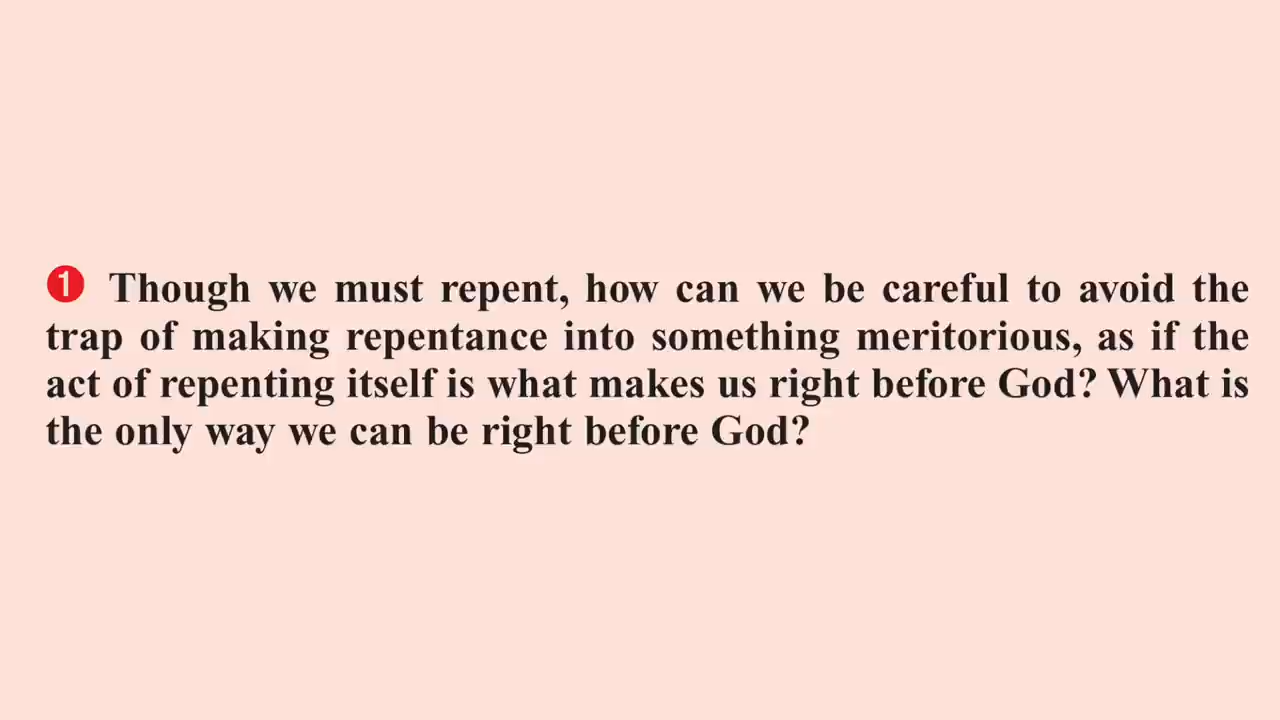 ❶ Though we must repent, how can we be careful to avoid the
trap of making repentance into something meritorious, as if the
act of repenting itself is what makes us right before God? What is
the only way we can be right before God?